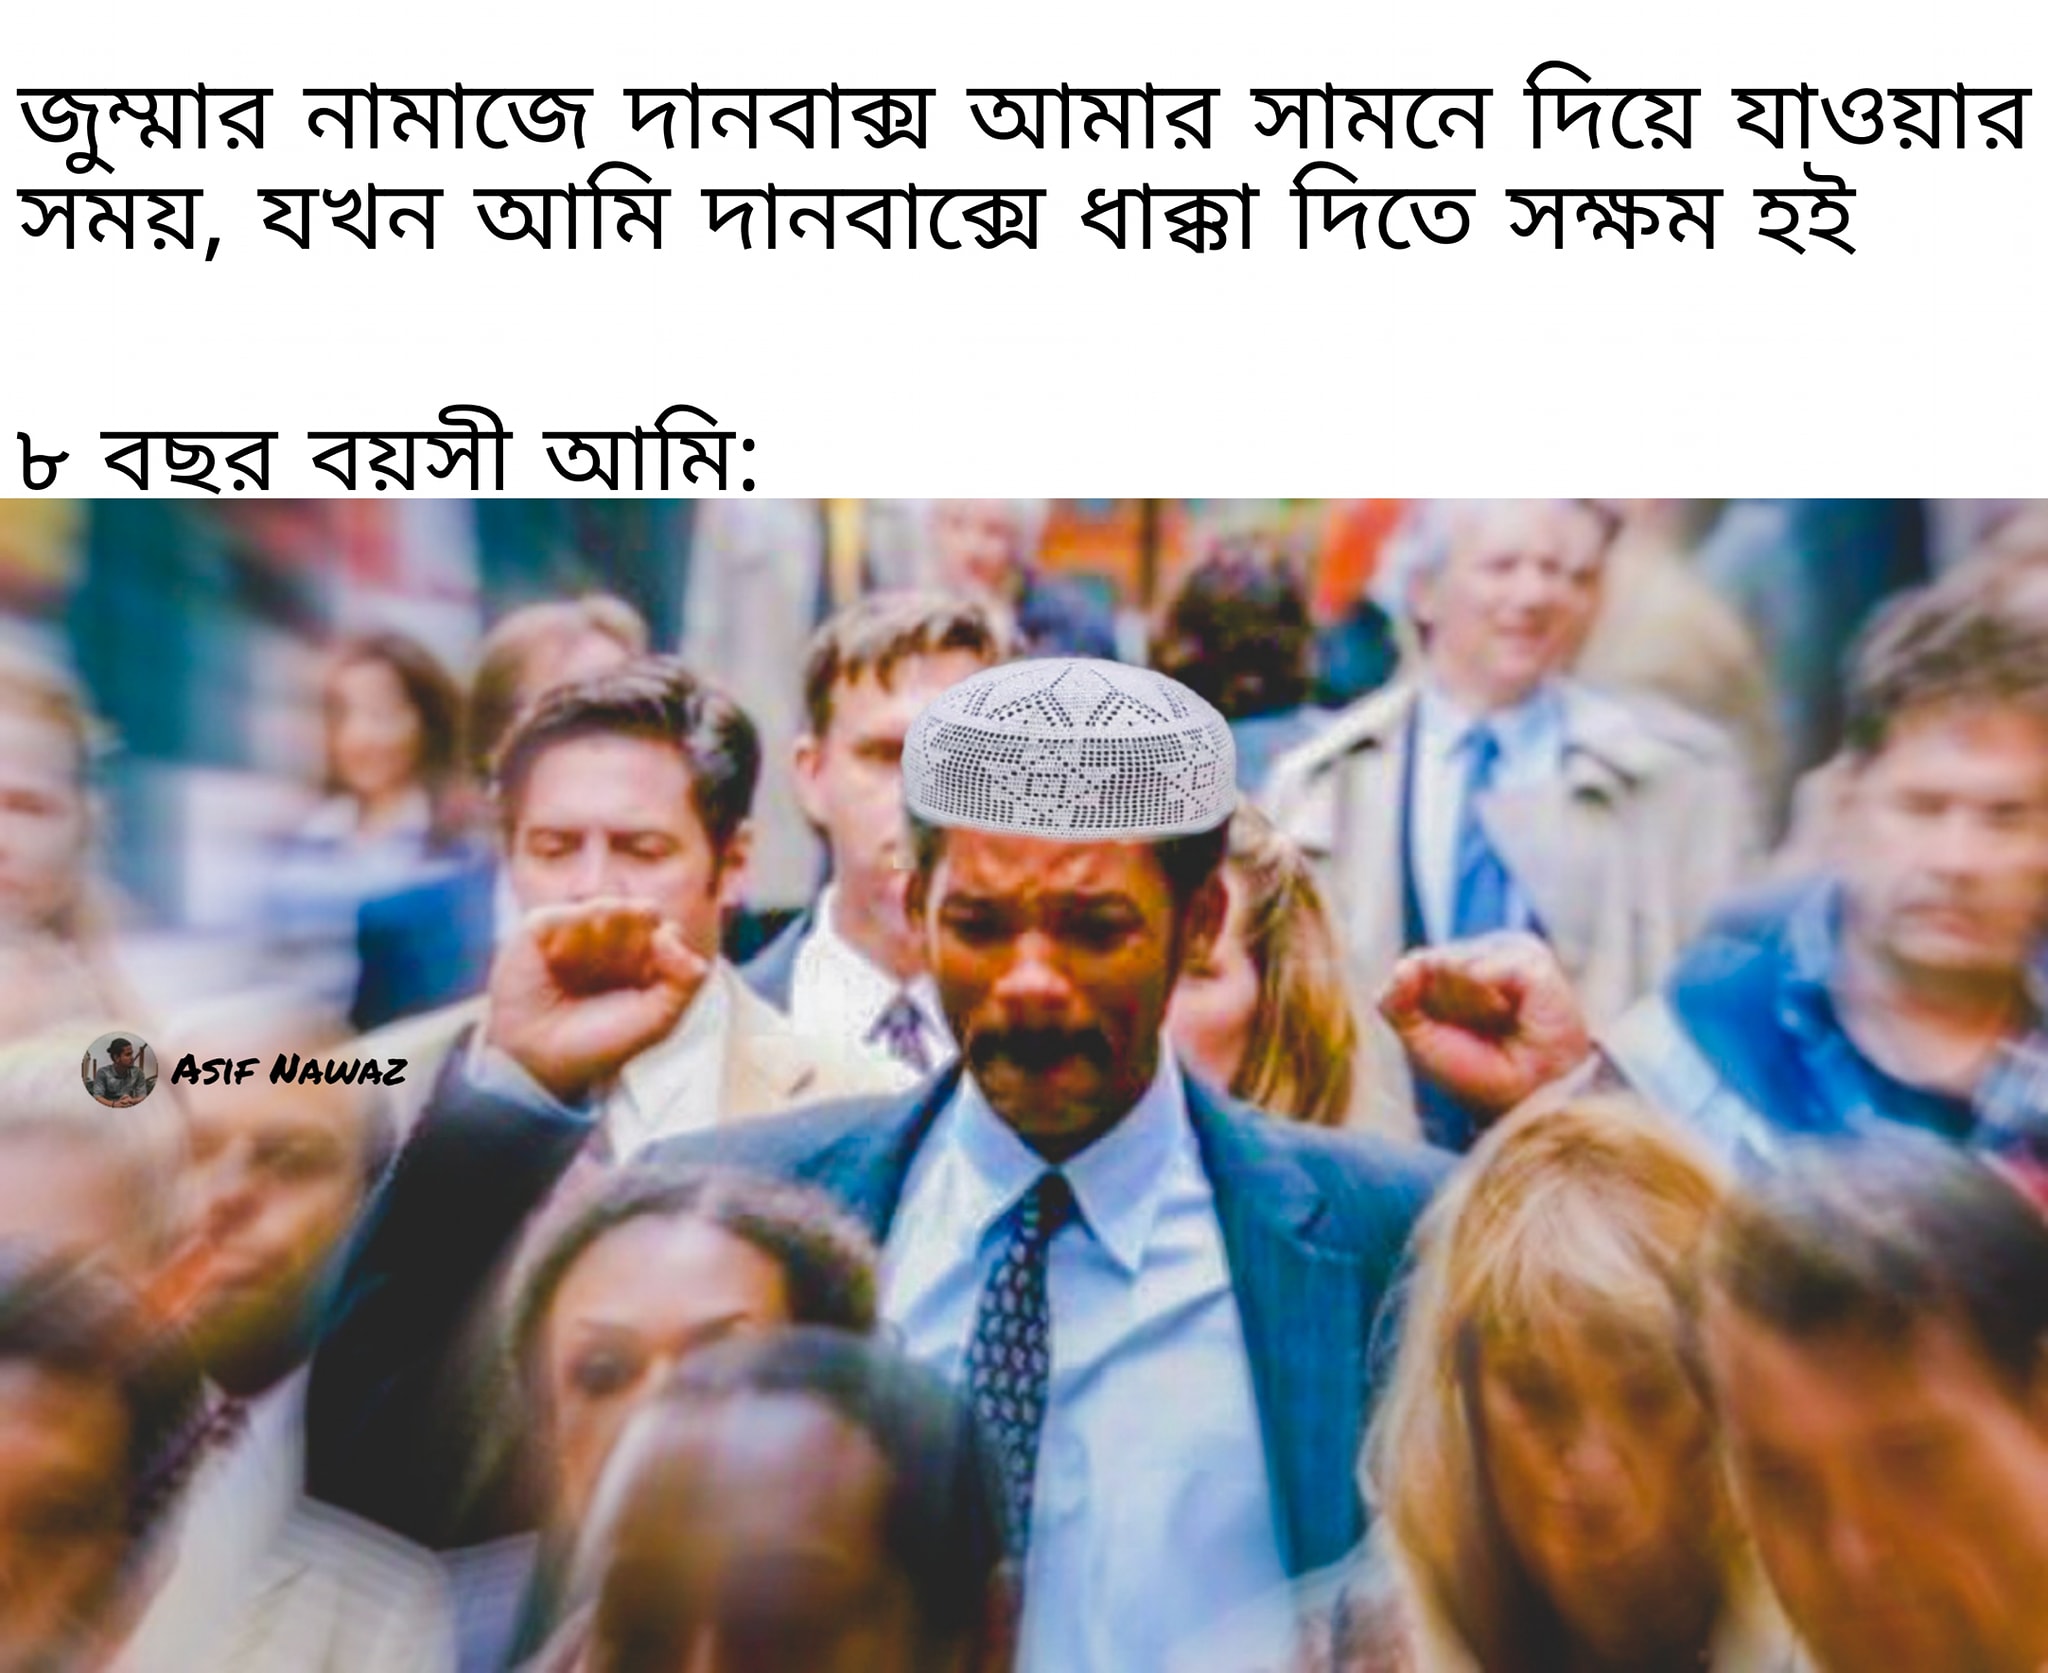 জুম্মার নামাজে দানবাক্স আমার সামনে দিয়ে যাওয়ার
সময়, যখন আমি দানবাক্সে ধাক্কা দিতে সক্ষম হই
৮ বছর বয়সী আমি:
ASIF NAWAZ